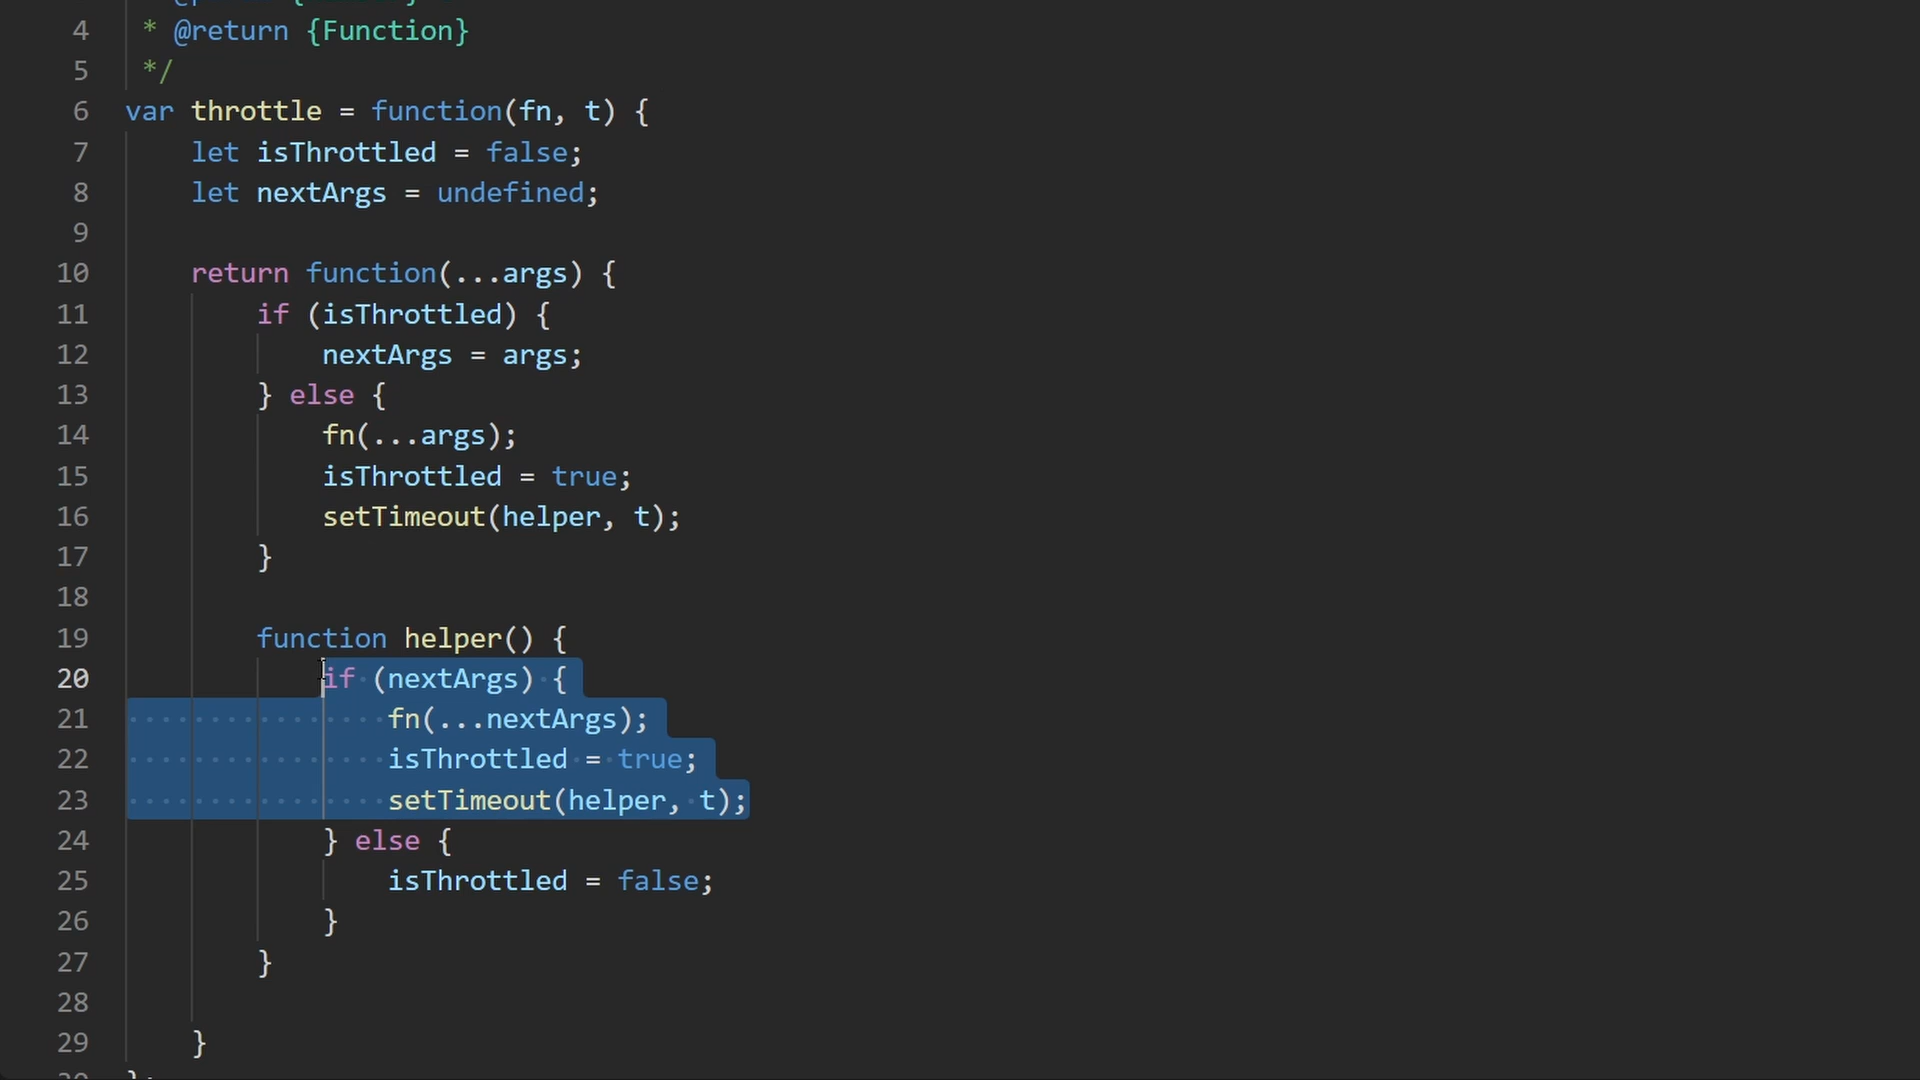 4 * @return {Function}
5 */
6 var throttle = function(fn, t) {
7 let isThrottled = false;
8 let nextArgs = undefined;
9
10 return function(...args) {
11 if (isThrottled) {
12 nextArgs = args;
13 } else {
14 fn(...args);
15 isThrottled = true;
16 setTimeout(helper, t);
17 }
18
19 function helper() {
20 if (nextArgs) {
21 fn(...nextArgs);
22 isThrottled = true;
23 setTimeout(helper, t);
24 } else {
25 isThrottled = false;
26 }
27 }
28
29 }